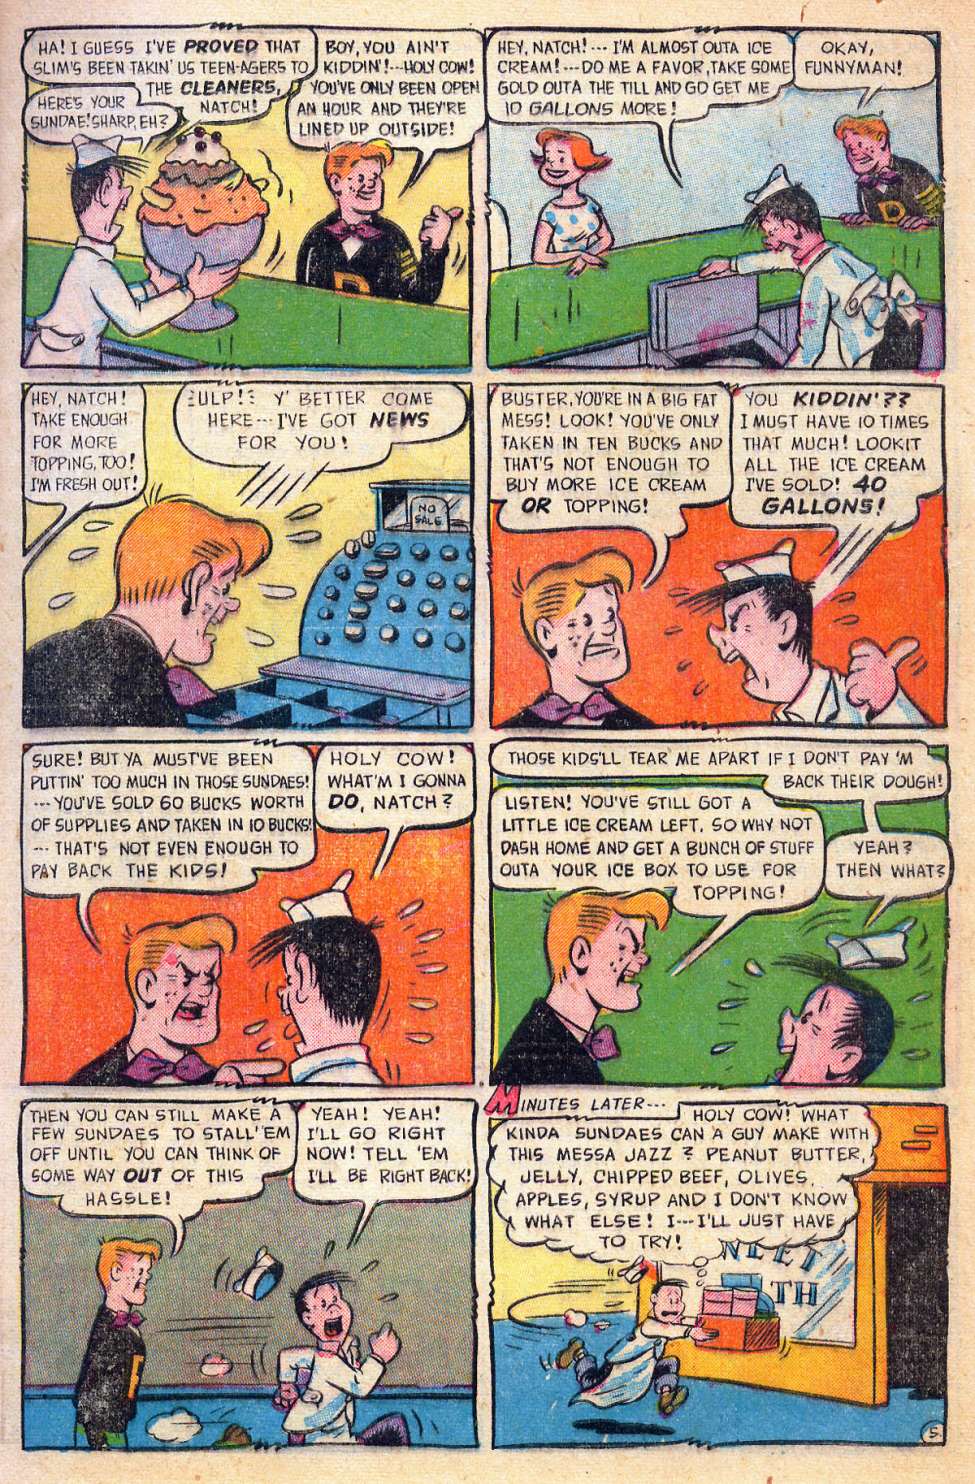 HA! I GUESS I'VE PROVED THAT
SLIM'S BEEN TAKIN' US TEEN-AGERS TO
THE CLEANERS,
NATCH!
HERE'S YOUR
SUNDAE! SHARP, EH?
BOY, YOU AIN'T
KIDDIN'!---HOLY COW!
YOU'VE ONLY BEEN OPEN
AN HOUR AND THEY'RE
LINED UP OUTSIDE!
D
HEY, NATCH!--- I'M ALMOST OUTA ICE
CREAM!---DO ME A FAVOR, TAKE SOME
GOLD OUTA THE TILL AND GO GET ME
10 GALLONS MORE!
OKAY,
FUNNYMAN!
D
HEY, NATCH!
TAKE ENOUGH
FOR MORE
TOPPING, TOO!
I'M FRESH OUT!
ULP! Y' BETTER COME
HERE---I'VE GOT NEWS
FOR YOU!
NO
SALE
BUSTER, YOU'RE IN A BIG FAT
MESS! LOOK! YOU'VE ONLY
TAKEN IN TEN BUCKS AND
THAT'S NOT ENOUGH TO
BUY MORE ICE CREAM
OR TOPPING!
YOU KIDDIN'??
I MUST HAVE 10 TIMES
THAT MUCH! LOOKIT
ALL THE ICE CREAM
I'VE SOLD! 40
GALLONS!
SURE! BUT YA MUST'VE BEEN
PUTTIN' TOO MUCH IN THOSE SUNDAES!
---YOU'VE SOLD 60 BUCKS WORTH
OF SUPPLIES AND TAKEN IN 10 BUCKS!
--- THAT'S NOT EVEN ENOUGH TO
PAY BACK THE KIDS!
HOLY COW!
WHAT'M I GONNA
DO, NATCH?
THOSE KIDS'LL TEAR ME APART IF I DON'T PAY 'M
BACK THEIR DOUGH!
LISTEN! YOU'VE STILL GOT A
LITTLE ICE CREAM LEFT, SO WHY NOT
DASH HOME AND GET A BUNCH OF STUFF
OUTA YOUR ICE BOX TO USE FOR
TOPPING!
YEAH?
THEN WHAT?
THEN YOU CAN STILL MAKE A
FEW SUNDAES TO STALL 'EM
OFF UNTIL YOU CAN THINK OF
SOME WAY OUT OF THIS
HASSLE!
YEAH! YEAH!
I'LL GO RIGHT
NOW! TELL 'EM
I'LL BE RIGHT BACK!
MINUTES LATER---
HOLY COW! WHAT
KINDA SUNDAES CAN A GUY MAKE WITH
THIS MESSA JAZZ? PEANUT BUTTER,
JELLY, CHIPPED BEEF, OLIVES,
APPLES, SYRUP AND I DON'T KNOW
WHAT ELSE! I---I'LL JUST HAVE
TO TRY!
WEET
TH
5